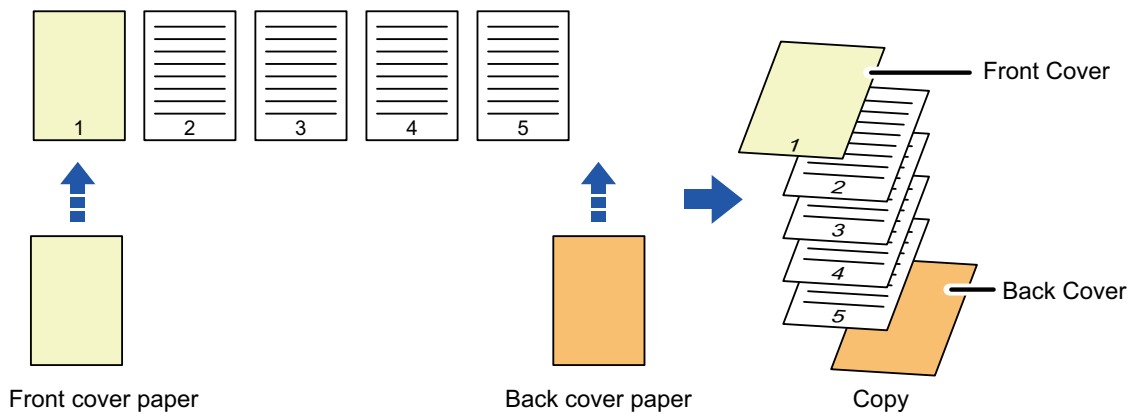 1 2 3 4 5
Front cover paper
Back cover paper
Front Cover
1
2
3
4
5
Back Cover
Copy